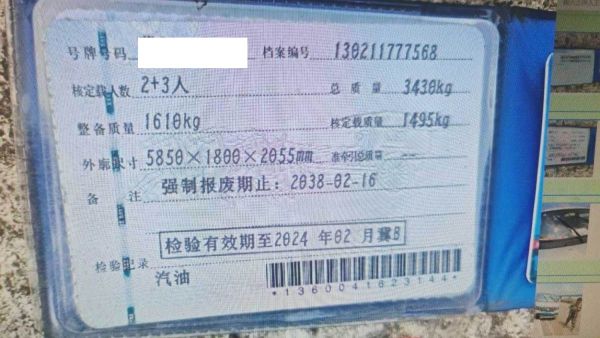 号牌号码 档案编号 130211777568
核定载人数 2+3人 总质量 3430kg
整备质量 1610kg 核定载质量 1495kg
外廓尺寸 5850×1800×2055mm 准牵引总质量 --
备注 强制报废期止：2038-02-16
检验有效期至2024 年02 月冀B
检验记录
汽油
*1360041623144*